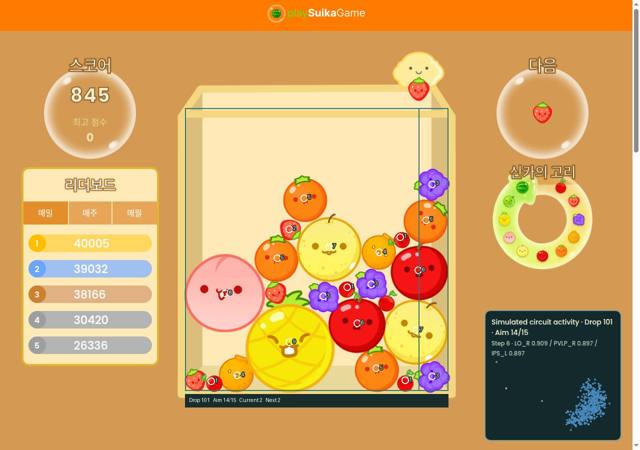 playSuikaGame
스코어
845
최고 점수
0
다음
리더보드
매일
매주
매월
1 40005
2 39032
3 38166
4 30420
5 26336
신카의 고리
Simulated circuit activity · Drop 101
· Aim 14/15
Step 6 · LO_R 0.909 / PVLP_R 0.897 /
IPS_L 0.897
Drop 101 Aim 14/15 Current 2 Next 2